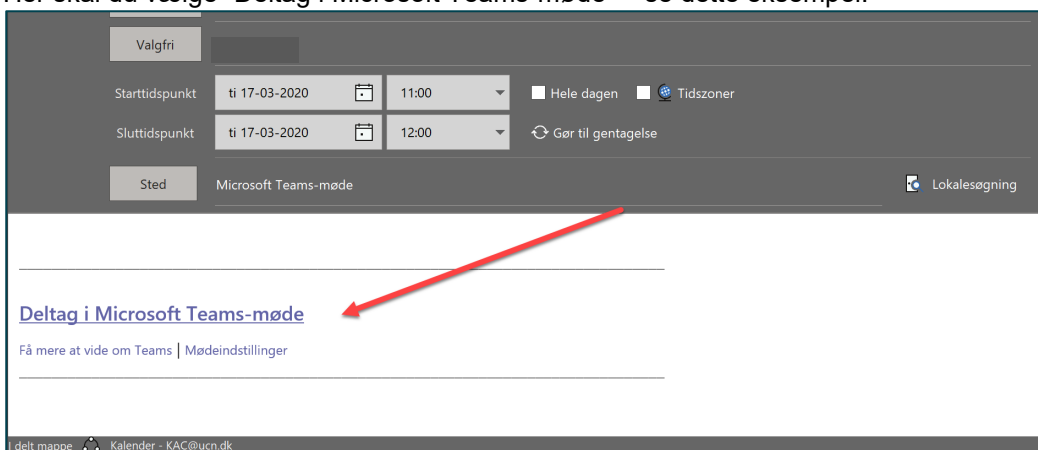 Valgfri
Starttidspunkt ti 17-03-2020 11:00 Hele dagen Tidszoner
Sluttidspunkt ti 17-03-2020 12:00 Gør til gentagelse
Sted Microsoft Teams-møde Lokalesøgning
Deltag i Microsoft Teams-møde
Få mere at vide om Teams | Mødeindstillinger
I delt mappe Kalender - KAC@ucn.dk